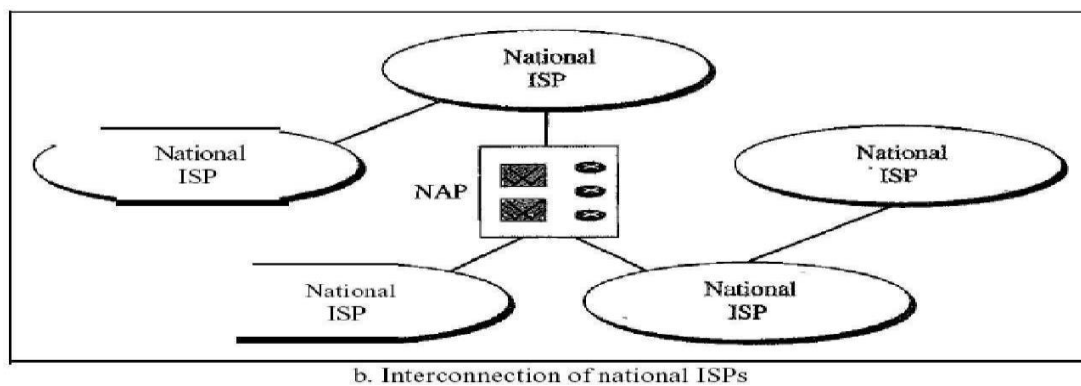 National
ISP
National
ISP
National
ISP
NAP
National
ISP
National
ISP
b. Interconnection of national ISPs